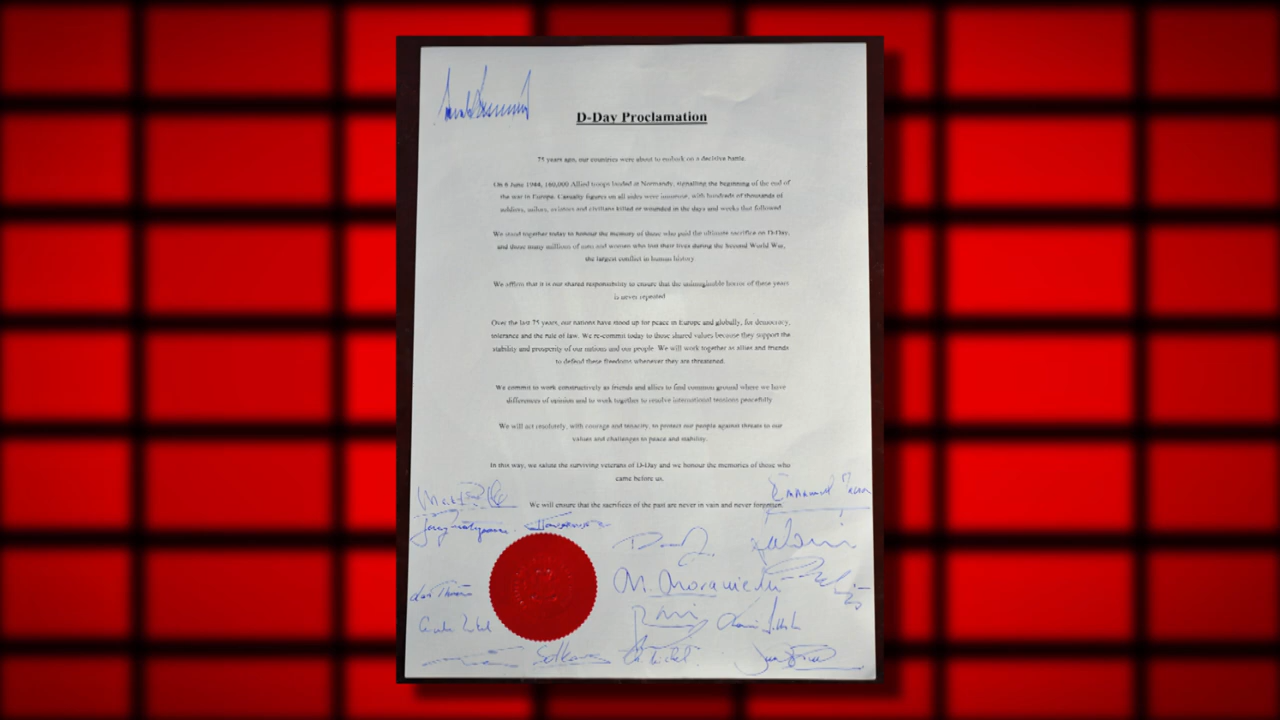 D-Day Proclamation
75 years ago, our countries were about to embark on a decisive battle.
On 6 June 1944, 160,000 Allied troops landed at Normandy, signalling the beginning of the end of
the war in Europe. Casualty figures on all sides were immense, with hundreds of thousands of
soldiers, sailors, aviators and civilians killed or wounded in the days and weeks that followed.
We stand together today to honour the memory of those who paid the ultimate sacrifice on D-Day,
and those many millions of men and women who lost their lives during the Second World War,
the largest conflict in human history.
We affirm that it is our shared responsibility to ensure that the unimaginable horror of these years
is never repeated
Over the last 75 years, our nations have stood up for peace in Europe and globally, for democracy,
tolerance and the rule of law. We re-commit today to those shared values because they support the
stability and prosperity of our nations and our people. We will work together as allies and friends
to defend these freedoms whenever they are threatened.
We commit to work constructively as friends and allies to find common ground where we have
differences of opinion and to work together to resolve international tensions peacefully
We will act resolutely, with courage and tenacity, to protect our people against threats to our
values and challenges to peace and stability.
In this way, we salute the surviving veterans of D-Day and we honour the memories of those who
came before us.
Emmanuel Macron
We will ensure that the sacrifices of the past are never in vain and never forgotten.
M. Morawiecki